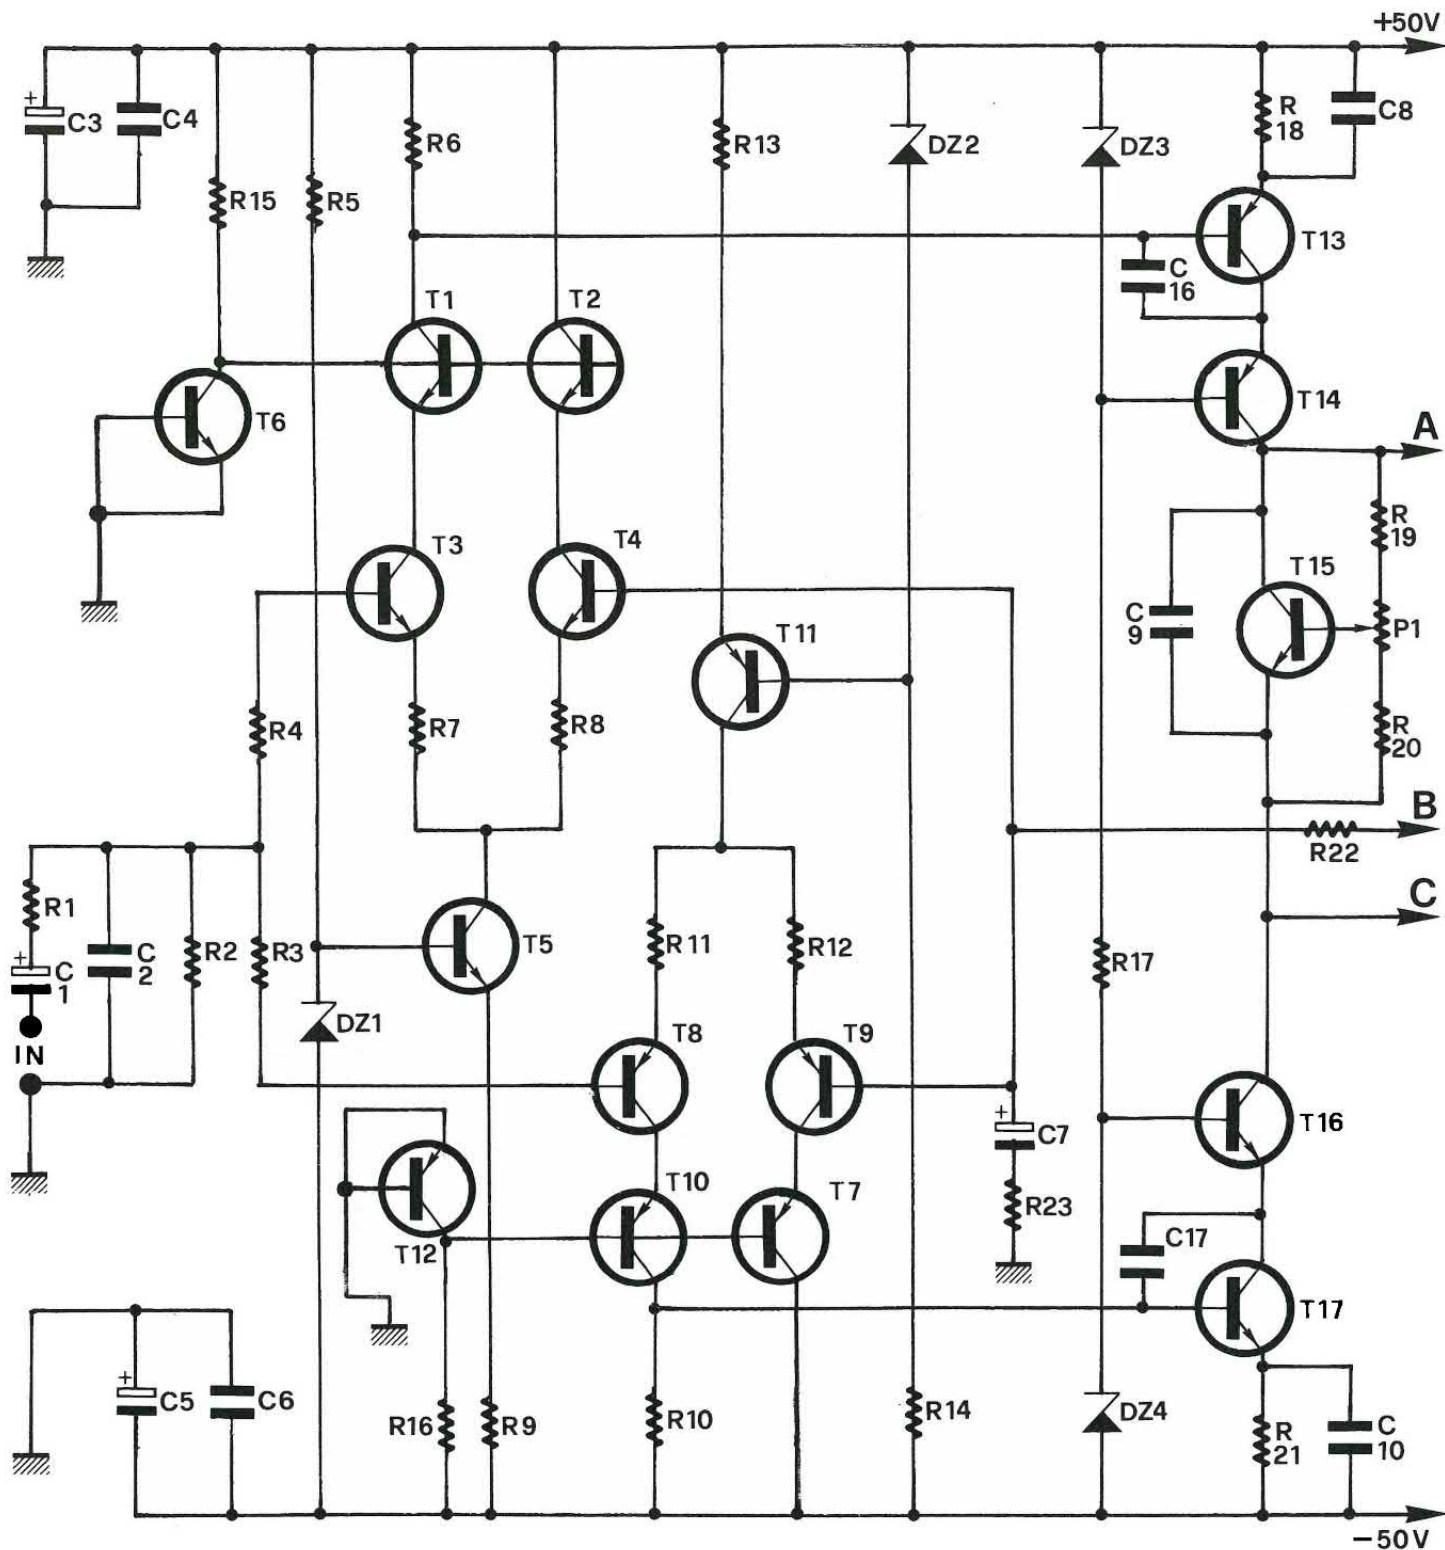 +50V
+
C3
C4
R15
R5
R6
R13
DZ2
DZ3
R
18
C8
T13
C
16
T1
T2
T6
T14
A
T3
T4
R
19
T15
C
9
P1
T11
R4
R7
R8
R
20
B
R22
R1
+
C
1
C
2
R2
R3
T5
R11
R12
R17
C
IN
DZ1
T8
T9
+
C7
T16
T12
T10
T7
R23
C17
T17
+
C5
C6
R16
R9
R10
R14
DZ4
R
21
C
10
-50V